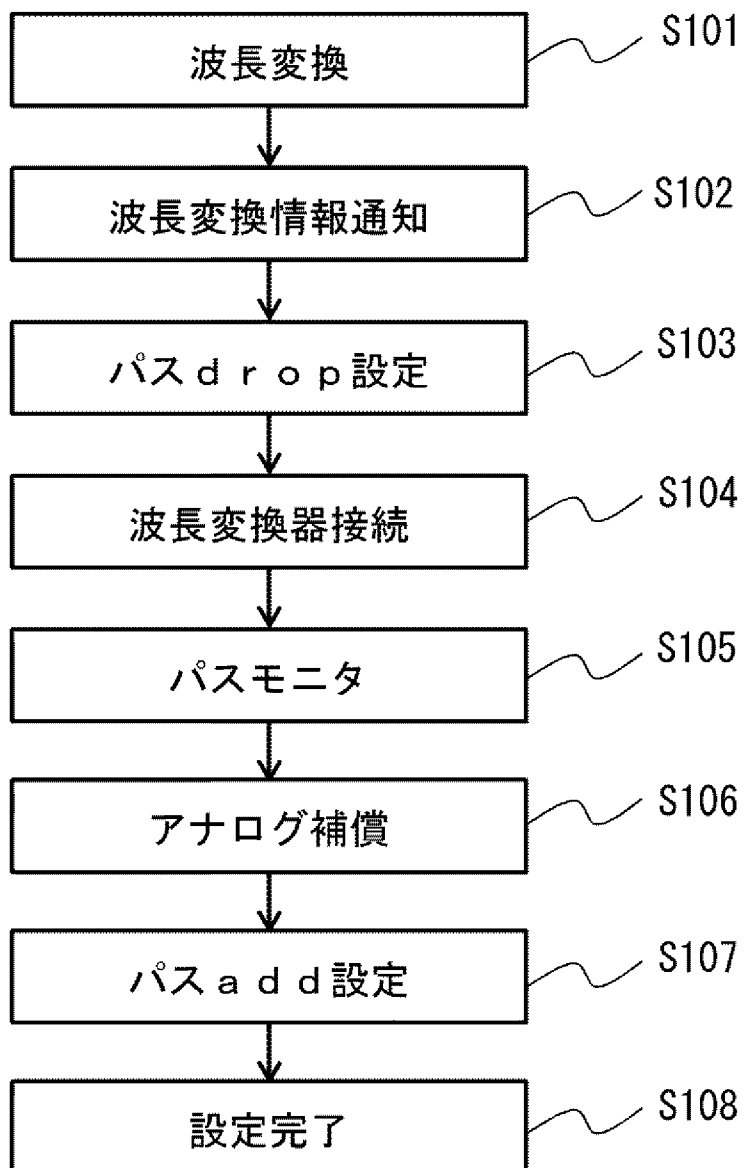 波長変換
S101
波長変換情報通知
S102
パスｄｒｏｐ設定
S103
波長変換器接続
S104
パスモニタ
S105
アナログ補償
S106
パスａｄｄ設定
S107
設定完了
S108